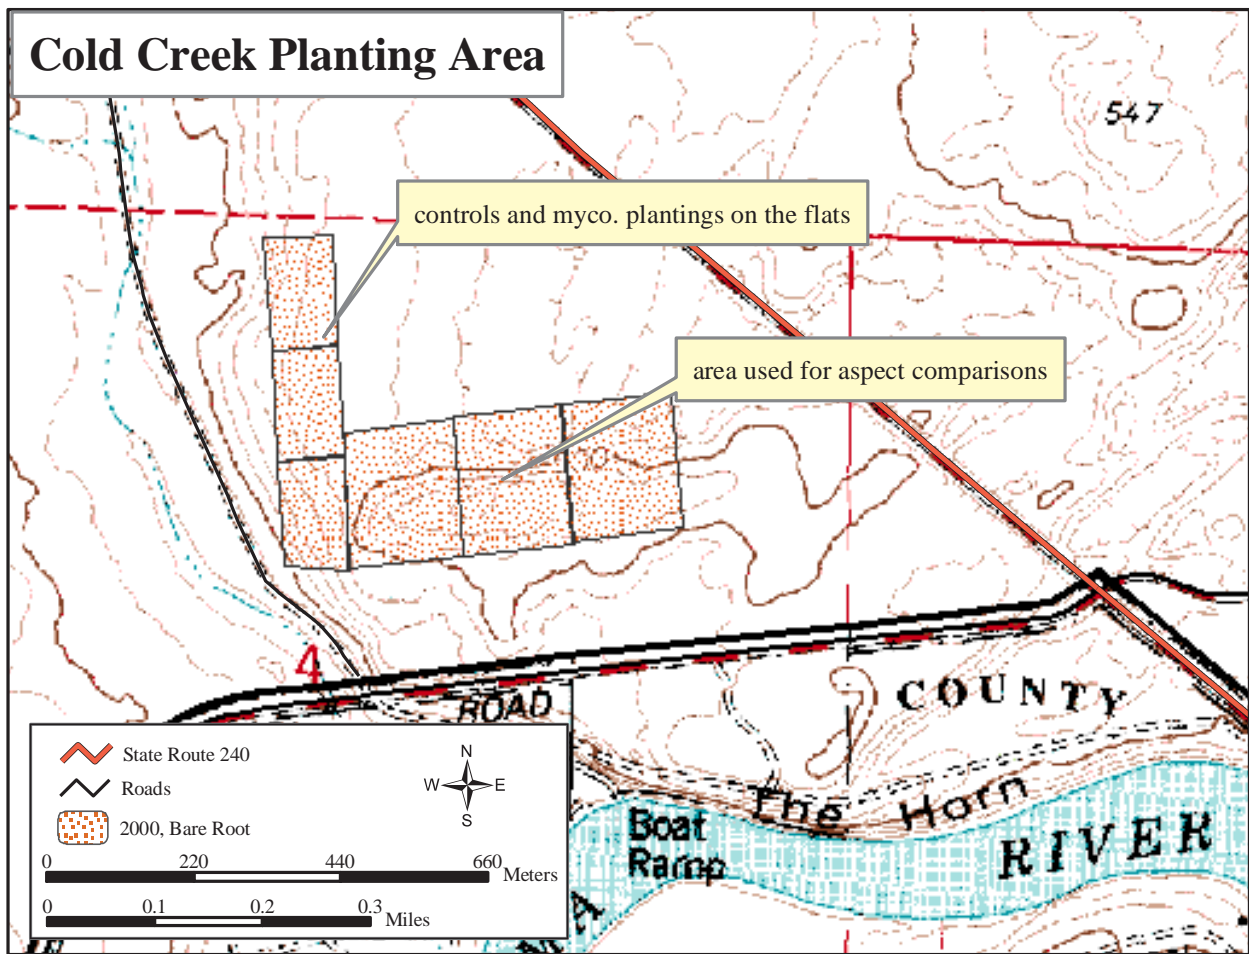 Cold Creek Planting Area
547
controls and myco. plantings on the flats
area used for aspect comparisons
4
ROAD
COUNTY
The Horn
Boat
Ramp
RIVER
State Route 240
Roads
2000, Bare Root
N
W E
S
0 220 440 660
Meters
0 0.1 0.2 0.3
Miles